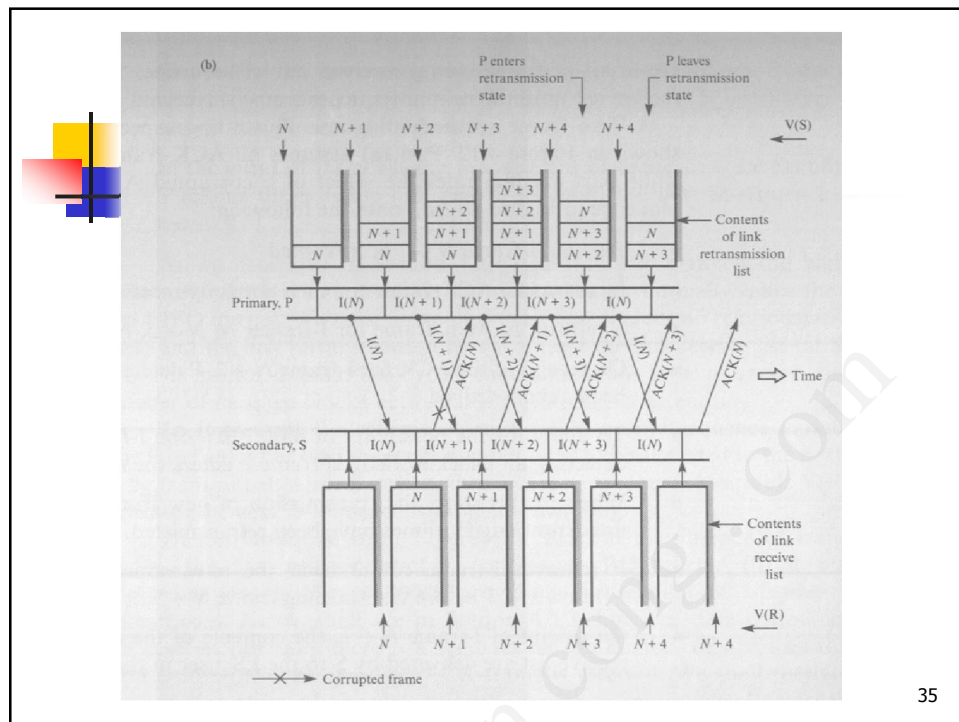 (b)
P enters retransmission state
P leaves retransmission state
N N + 1 N + 2 N + 3 N + 4 N + 4
V(S)
N + 3
N + 2 N + 2 N
N + 1 N + 1 N + 1 N + 3 N
N N N N N + 2 N + 3
Contents of link retransmission list
Primary, P I(N) I(N + 1) I(N + 2) I(N + 3) I(N)
I(N) I(N + 1) ACK(N) I(N + 2) ACK(N + 1) I(N + 3) ACK(N + 2) I(N) ACK(N + 3) ACK(N)
Time
Secondary, S I(N) I(N + 1) I(N + 2) I(N + 3) I(N)
N N + 1 N + 2 N + 3
Contents of link receive list
V(R)
N N + 1 N + 2 N + 3 N + 4 N + 4
Corrupted frame
35